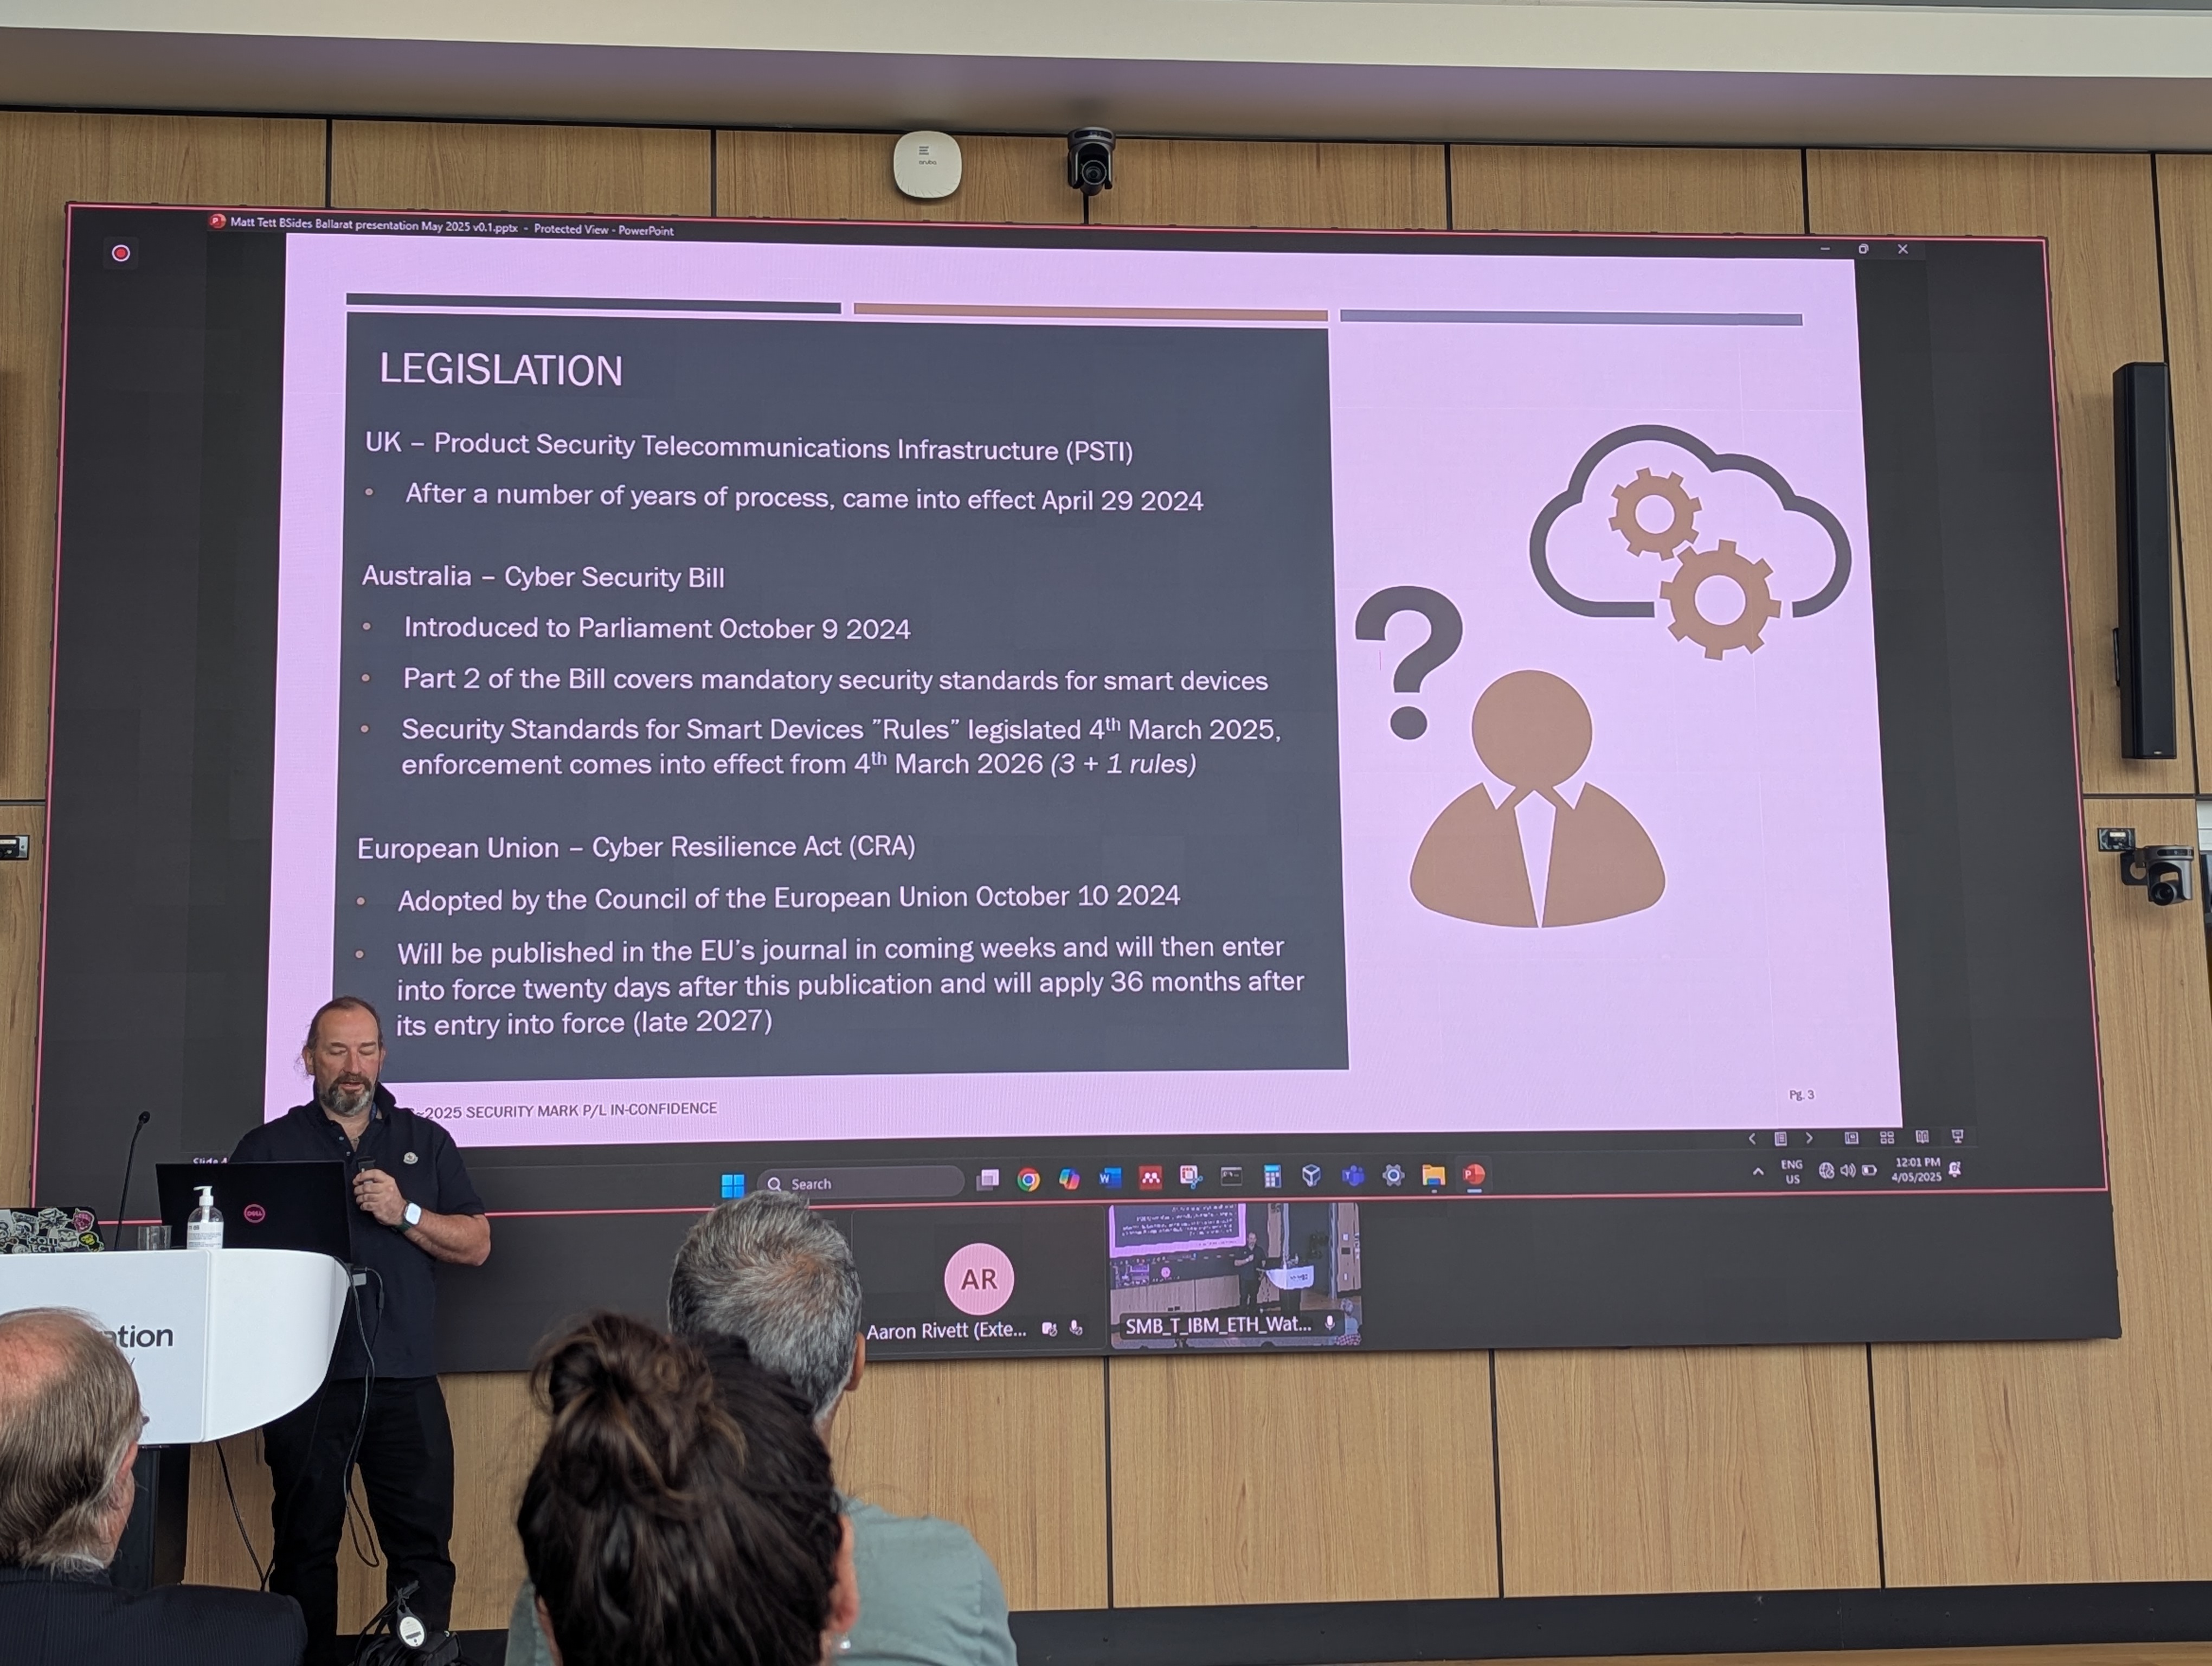 aruba
Matt Tett BSides Ballarat presentation May 2025 v0.1.pptx - Protected View - PowerPoint
LEGISLATION
UK – Product Security Telecommunications Infrastructure (PSTI)
• After a number of years of process, came into effect April 29 2024
Australia – Cyber Security Bill
• Introduced to Parliament October 9 2024
• Part 2 of the Bill covers mandatory security standards for smart devices
• Security Standards for Smart Devices ”Rules” legislated 4th March 2025,
enforcement comes into effect from 4th March 2026 (3 + 1 rules)
European Union – Cyber Resilience Act (CRA)
• Adopted by the Council of the European Union October 10 2024
• Will be published in the EU’s journal in coming weeks and will then enter
into force twenty days after this publication and will apply 36 months after
its entry into force (late 2027)
2025 SECURITY MARK P/L IN-CONFIDENCE
Pg. 3
Search
ENG
US
12:01 PM
4/05/2025
DELL
AR
Aaron Rivett (Exte...
SMB_T_IBM_ETH_Wat...